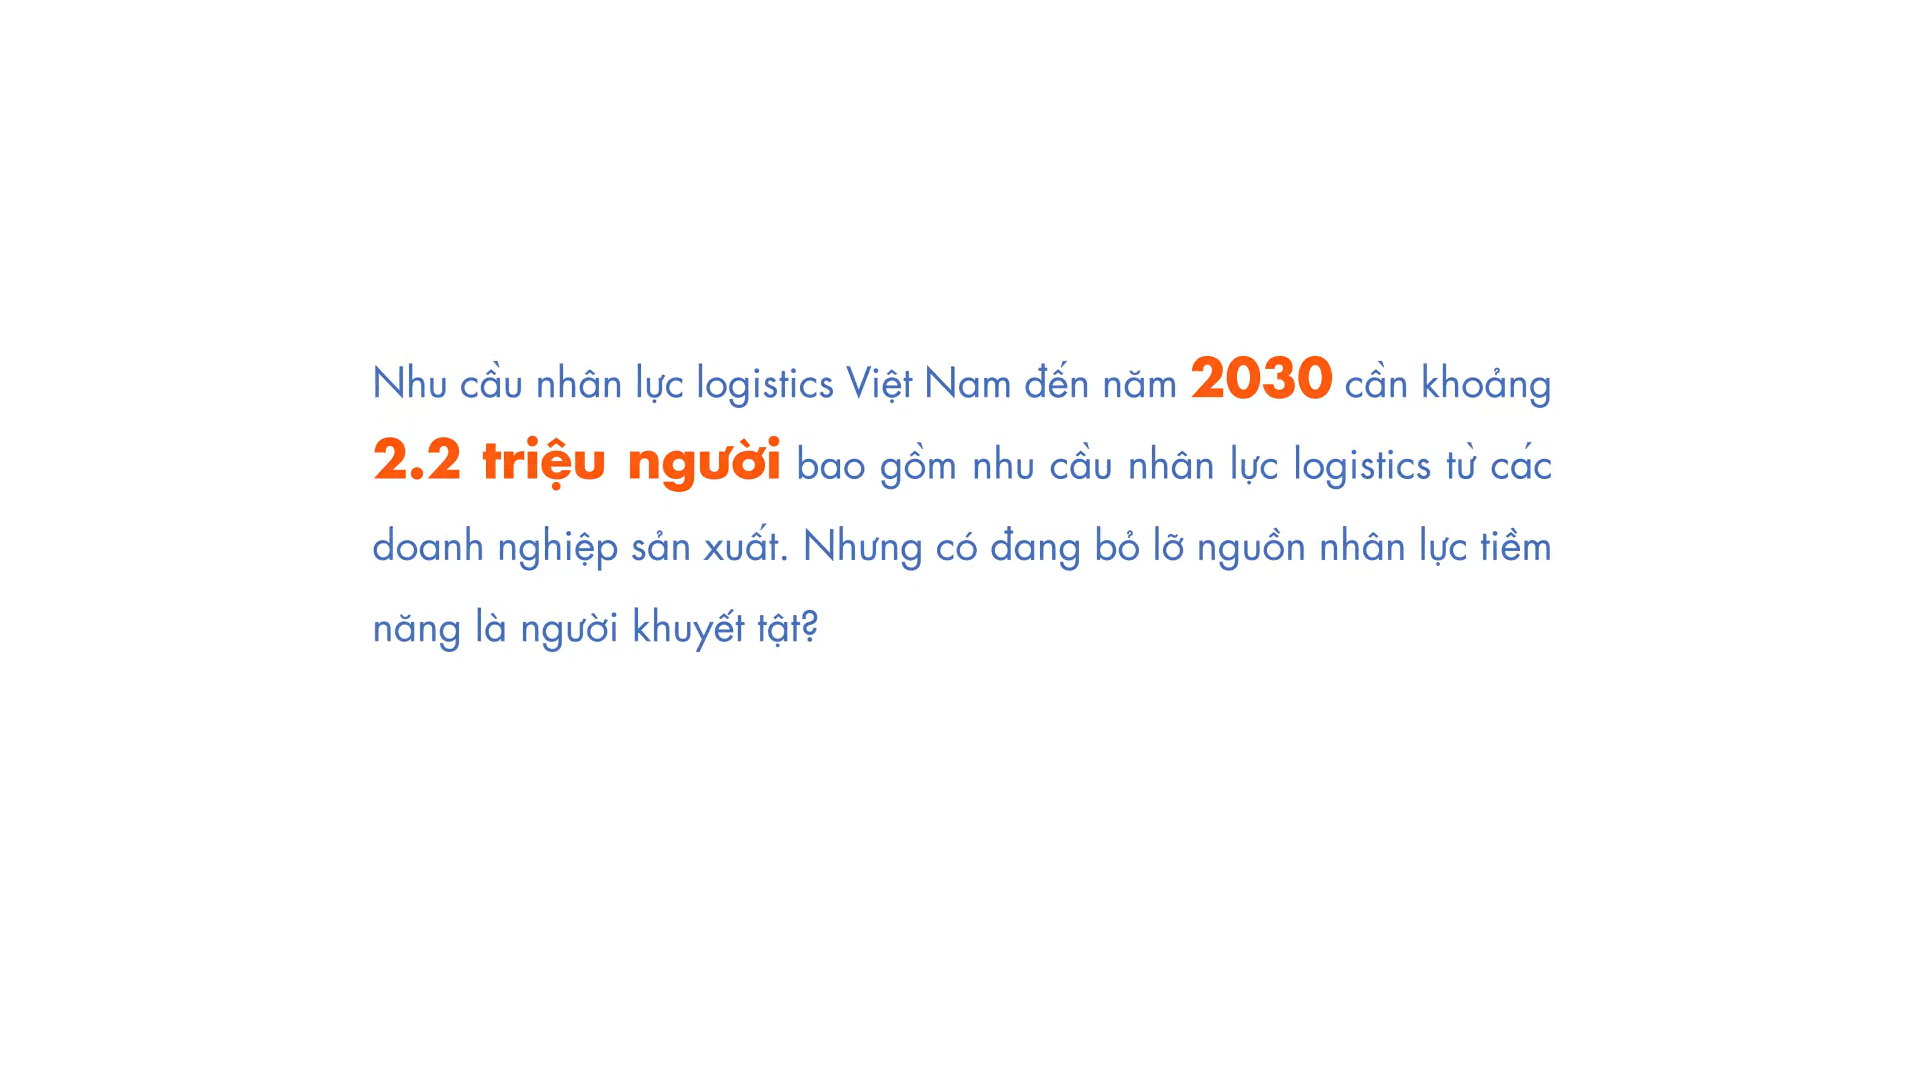 Nhu cầu nhân lực logistics Việt Nam đến năm 2030 cần khoảng
2.2 triệu người bao gồm nhu cầu nhân lực logistics từ các
doanh nghiệp sản xuất. Nhưng có đang bỏ lỡ nguồn nhân lực tiềm
năng là người khuyết tật?